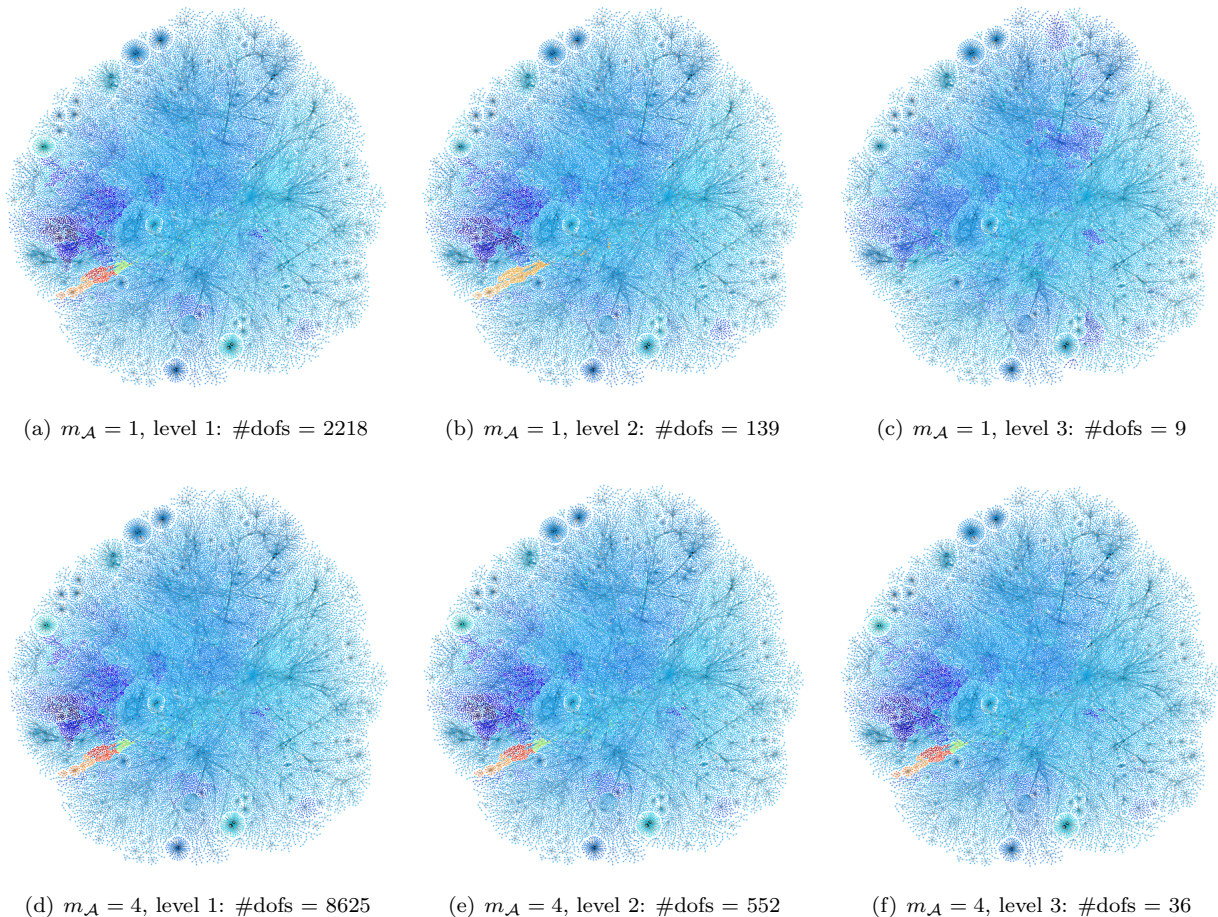 (a) $m_{\mathcal{A}} = 1$, level 1: #dofs = 2218
(b) $m_{\mathcal{A}} = 1$, level 2: #dofs = 139
(c) $m_{\mathcal{A}} = 1$, level 3: #dofs = 9
(d) $m_{\mathcal{A}} = 4$, level 1: #dofs = 8625
(e) $m_{\mathcal{A}} = 4$, level 2: #dofs = 552
(f) $m_{\mathcal{A}} = 4$, level 3: #dofs = 36